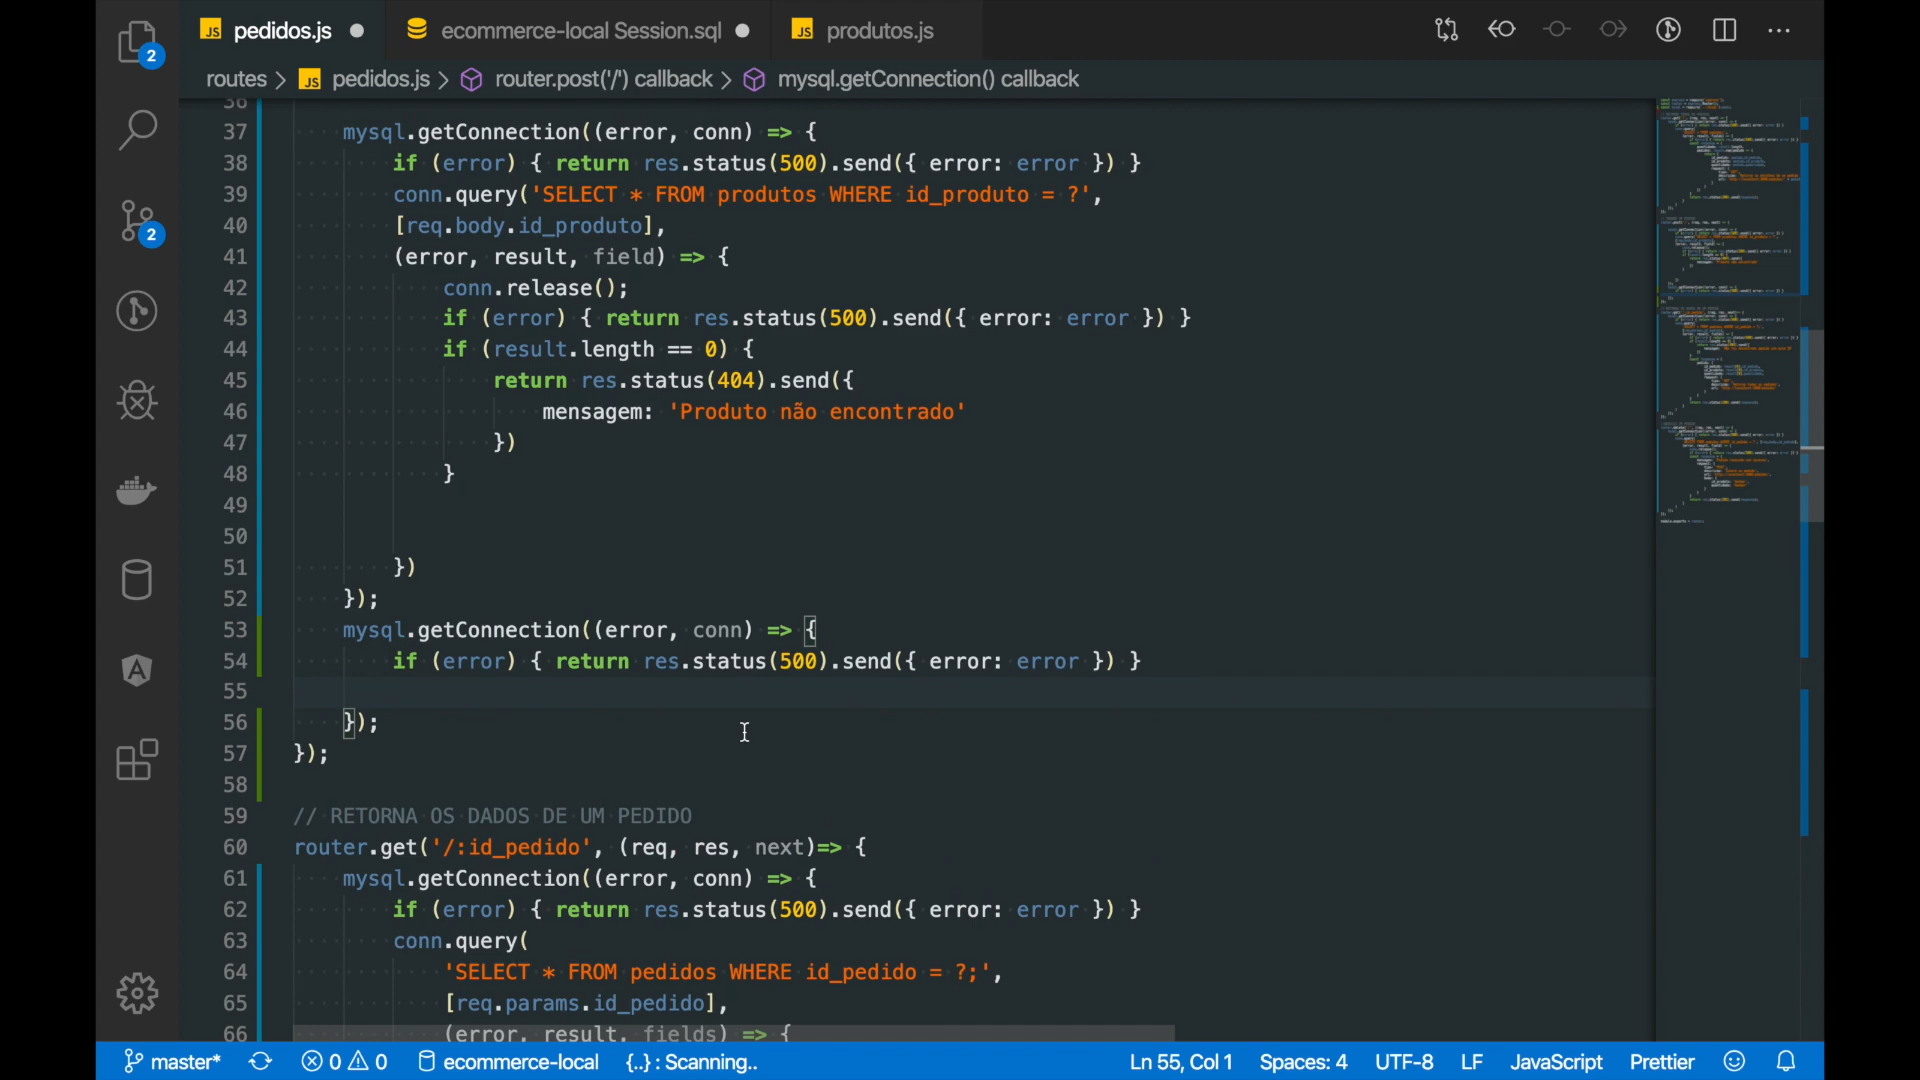 JS pedidos.js
ecommerce-local Session.sql
JS produtos.js
2
routes > JS pedidos.js > router.post('/') callback > mysql.getConnection() callback
36
37 mysql.getConnection((error, conn) => {
38 if (error) { return res.status(500).send({ error: error }) }
39 conn.query('SELECT * FROM produtos WHERE id_produto = ?',
40 [req.body.id_produto],
41 (error, result, field) => {
42 conn.release();
43 if (error) { return res.status(500).send({ error: error }) }
44 if (result.length == 0) {
45 return res.status(404).send({
46 mensagem: 'Produto não encontrado'
47 })
48 }
49
50
51 })
52 });
53 mysql.getConnection((error, conn) => {
54 if (error) { return res.status(500).send({ error: error }) }
55
56 });
57 });
58
59 // RETORNA OS DADOS DE UM PEDIDO
60 router.get('/:id_pedido', (req, res, next)=> {
61 mysql.getConnection((error, conn) => {
62 if (error) { return res.status(500).send({ error: error }) }
63 conn.query(
64 'SELECT * FROM pedidos WHERE id_pedido = ?;',
65 [req.params.id_pedido],
66 (error, result, fields) => {
2
master* 0 0 ecommerce-local {..} : Scanning.. Ln 55, Col 1 Spaces: 4 UTF-8 LF JavaScript Prettier